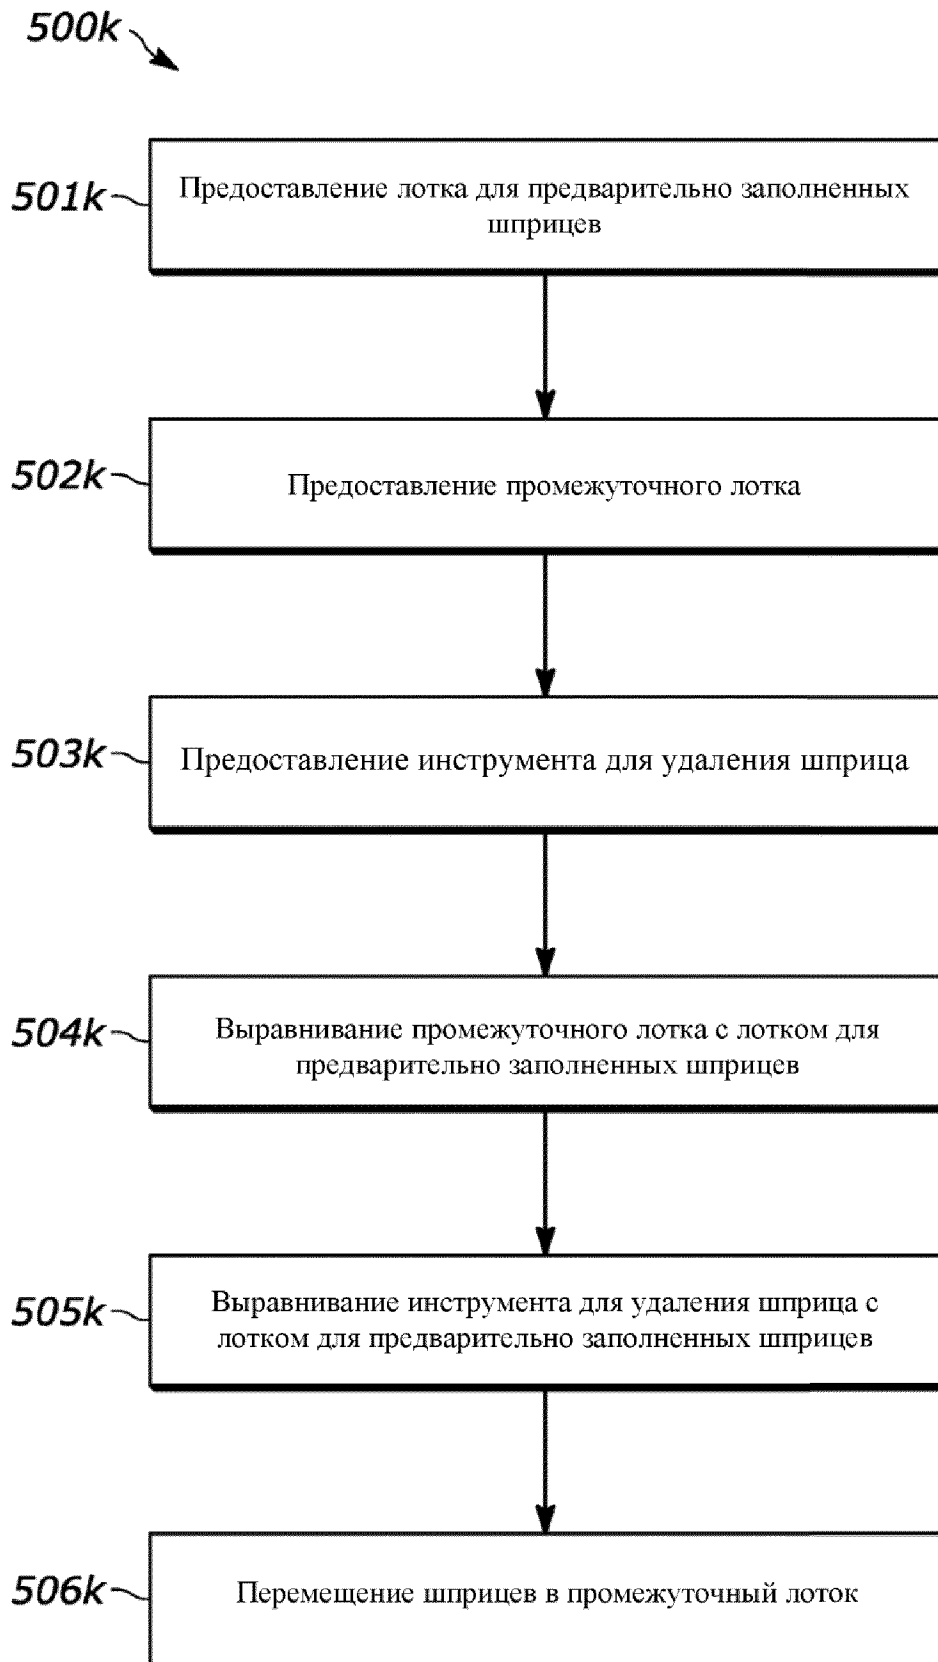 500k
501k
Предоставление лотка для предварительно заполненных
шприцев
502k
Предоставление промежуточного лотка
503k
Предоставление инструмента для удаления шприца
504k
Выравнивание промежуточного лотка с лотком для
предварительно заполненных шприцев
505k
Выравнивание инструмента для удаления шприца с
лотком для предварительно заполненных шприцев
506k
Перемещение шприцев в промежуточный лоток